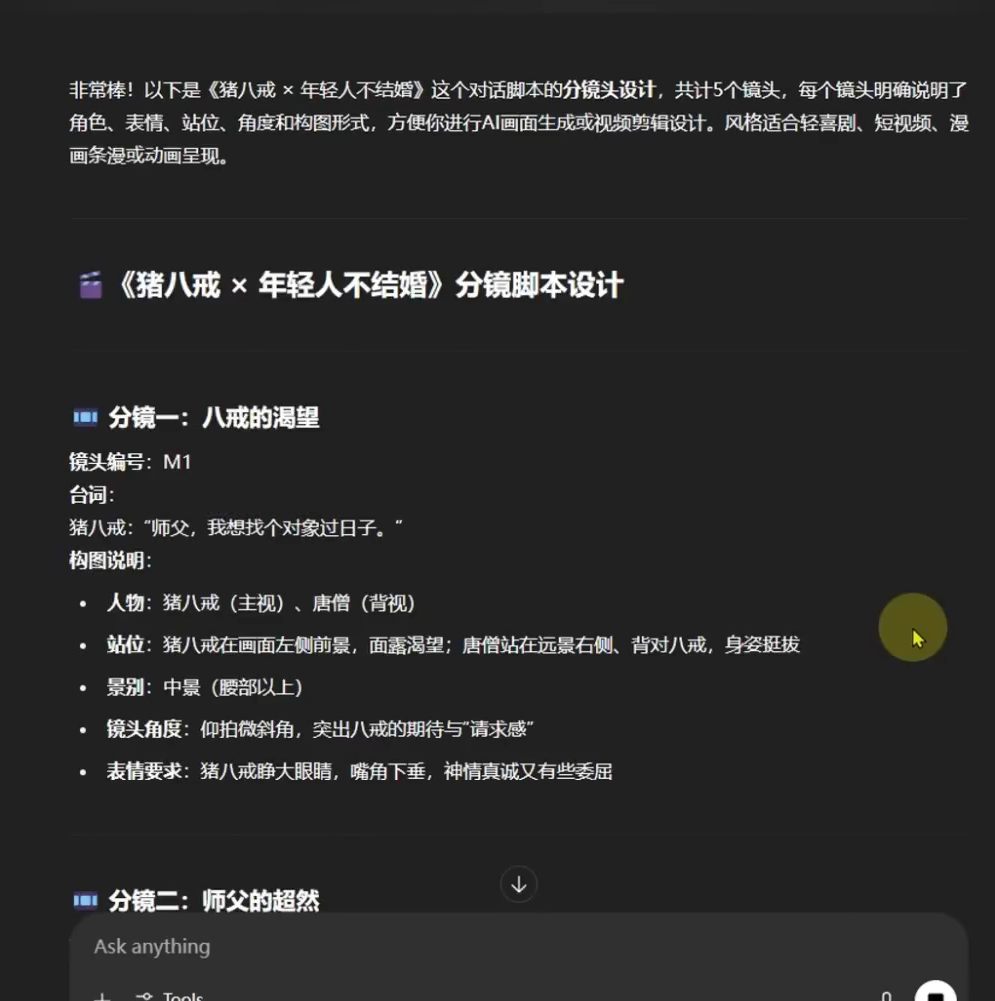 非常棒！以下是《猪八戒 × 年轻人不结婚》这个对话脚本的分镜头设计，共计5个镜头，每个镜头明确说明了
角色、表情、站位、角度和构图形式，方便你进行AI画面生成或视频剪辑设计。风格适合轻喜剧、短视频、漫
画条漫或动画呈现。
《猪八戒 × 年轻人不结婚》分镜脚本设计
分镜一：八戒的渴望
镜头编号：M1
台词：
猪八戒：“师父，我想找个对象过日子。“
构图说明：
• 人物：猪八戒（主视）、唐僧（背视）
• 站位：猪八戒在画面左侧前景，面露渴望；唐僧站在远景右侧、背对八戒，身姿挺拔
• 景别：中景（腰部以上）
• 镜头角度：仰拍微斜角，突出八戒的期待与“请求感”
• 表情要求：猪八戒睁大眼睛，嘴角下垂，神情真诚又有些委屈
分镜二：师父的超然
Ask anything
Tools